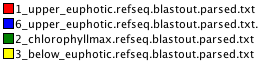 1_upper_euphotic.refseq.blastout.parsed.txt
6_upper_euphotic.refseq.blastout.parsed.txt.
2_chlorophyllmax.refseq.blastout.parsed.txt
3_below_euphotic.refseq.blastout.parsed.txt